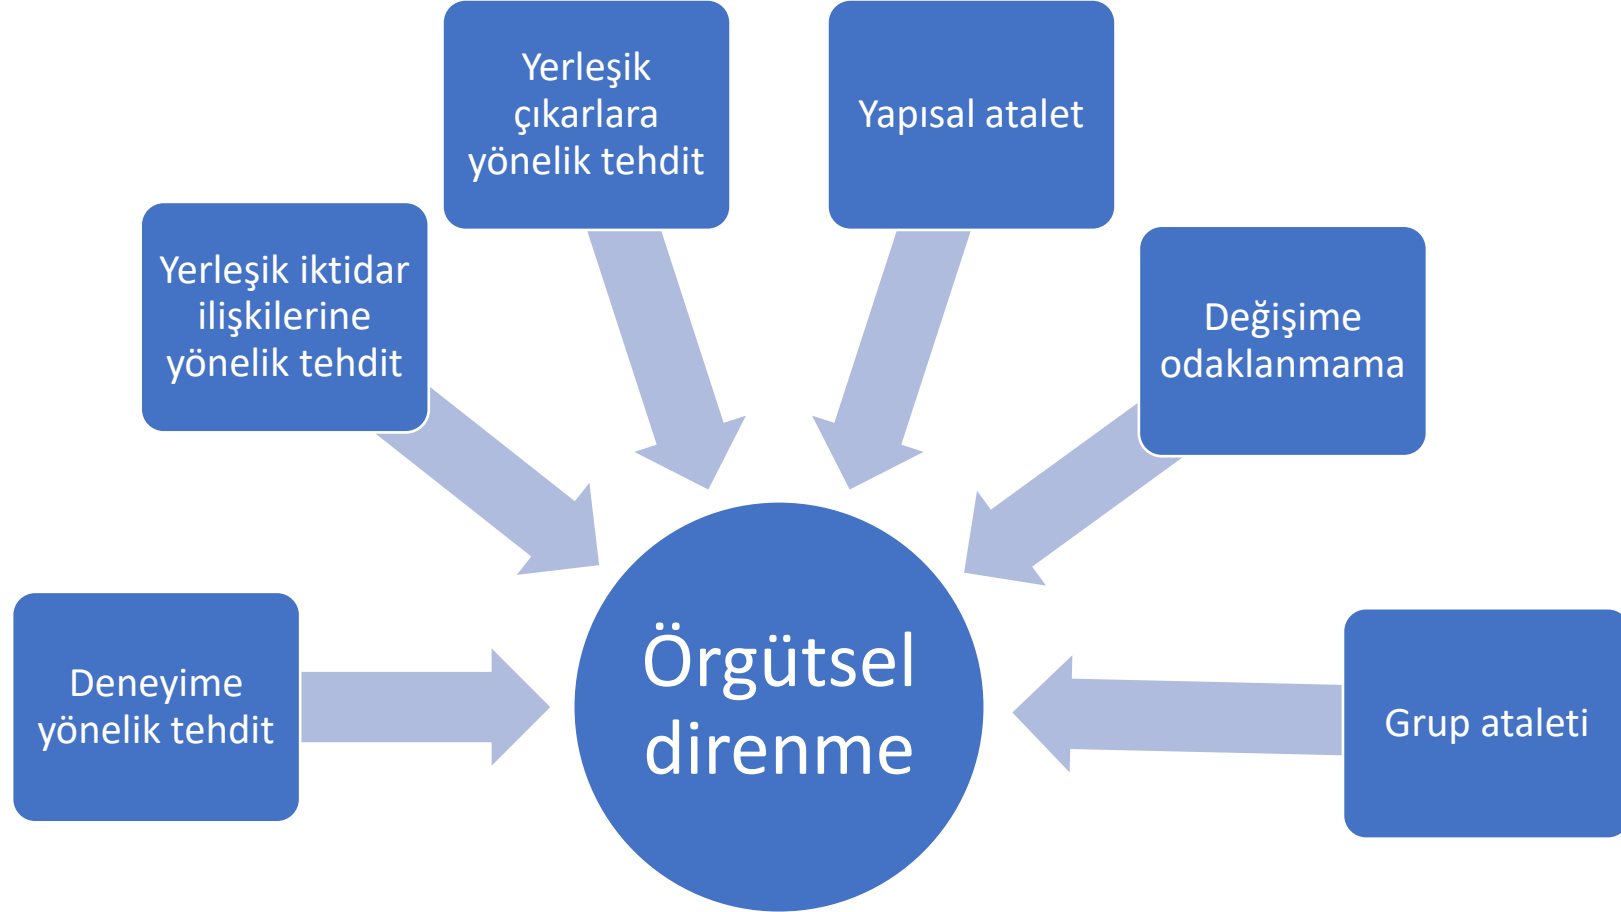 Yerleşik
çıkarlara
yönelik tehdit
Yapısal atalet
Yerleşik iktidar
ilişkilerine
yönelik tehdit
Değişime
odaklanmama
Deneyime
yönelik tehdit
Örgütsel
direnme
Grup ataleti